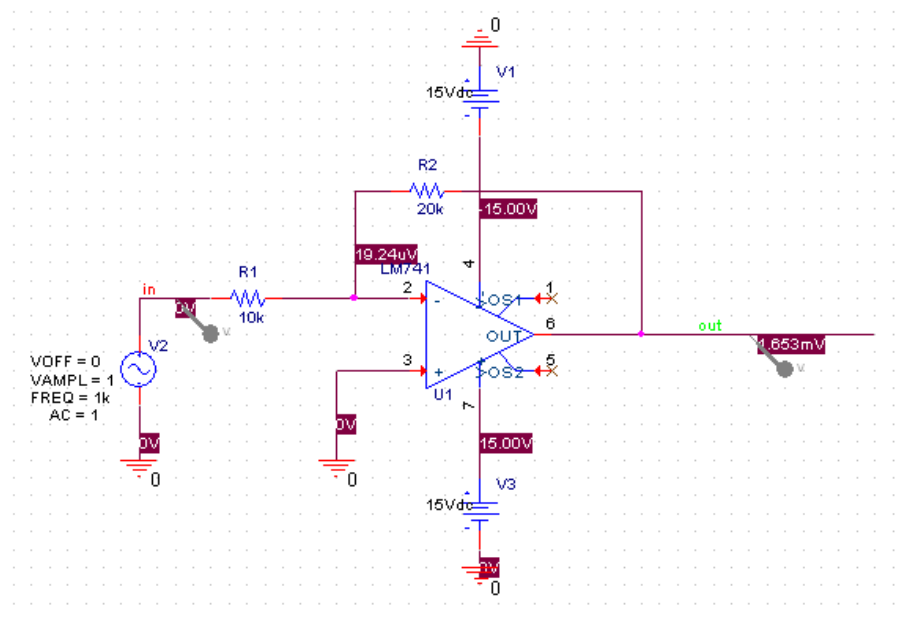 0
V1
15Vdc
R2
20k
-15.00V
19.24uV
LM741
4
R1
in
2
-
OS1
1
0V
10k
6
OUT
out
V
V2
1.653mV
V
VOFF = 0
VAMPL = 1
FREQ = 1k
AC = 1
3
+
OS2
5
U1
7
0V
0V
15.00V
0
0
V3
15Vdc
0V
0